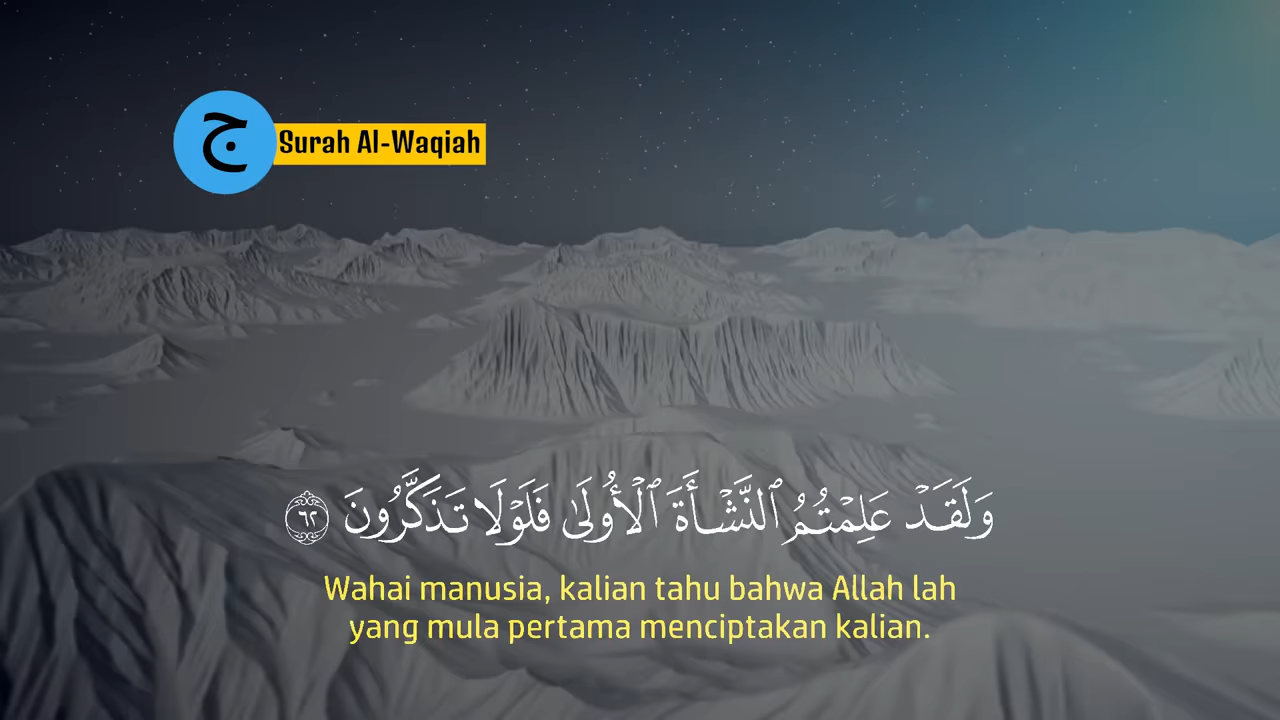 ج
Surah Al-Waqiah
وَلَقَدْ عَلِمْتُمُ ٱلنَّشْأَةَ ٱلْأُولَىٰ فَلَوْلَا تَذَكَّرُونَ ٦٢
Wahai manusia, kalian tahu bahwa Allah lah
yang mula pertama menciptakan kalian.